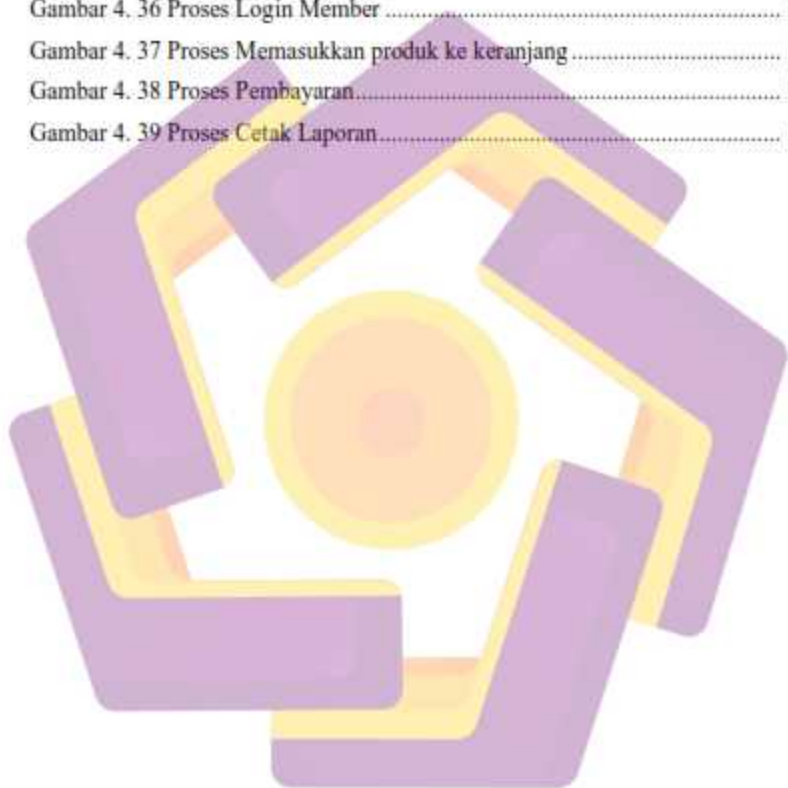 Gambar 4. 36 Proses Login Member ............................................................
Gambar 4. 37 Proses Memasukkan produk ke keranjang ................................
Gambar 4. 38 Proses Pembayaran.................................................................
Gambar 4. 39 Proses Cetak Laporan.............................................................